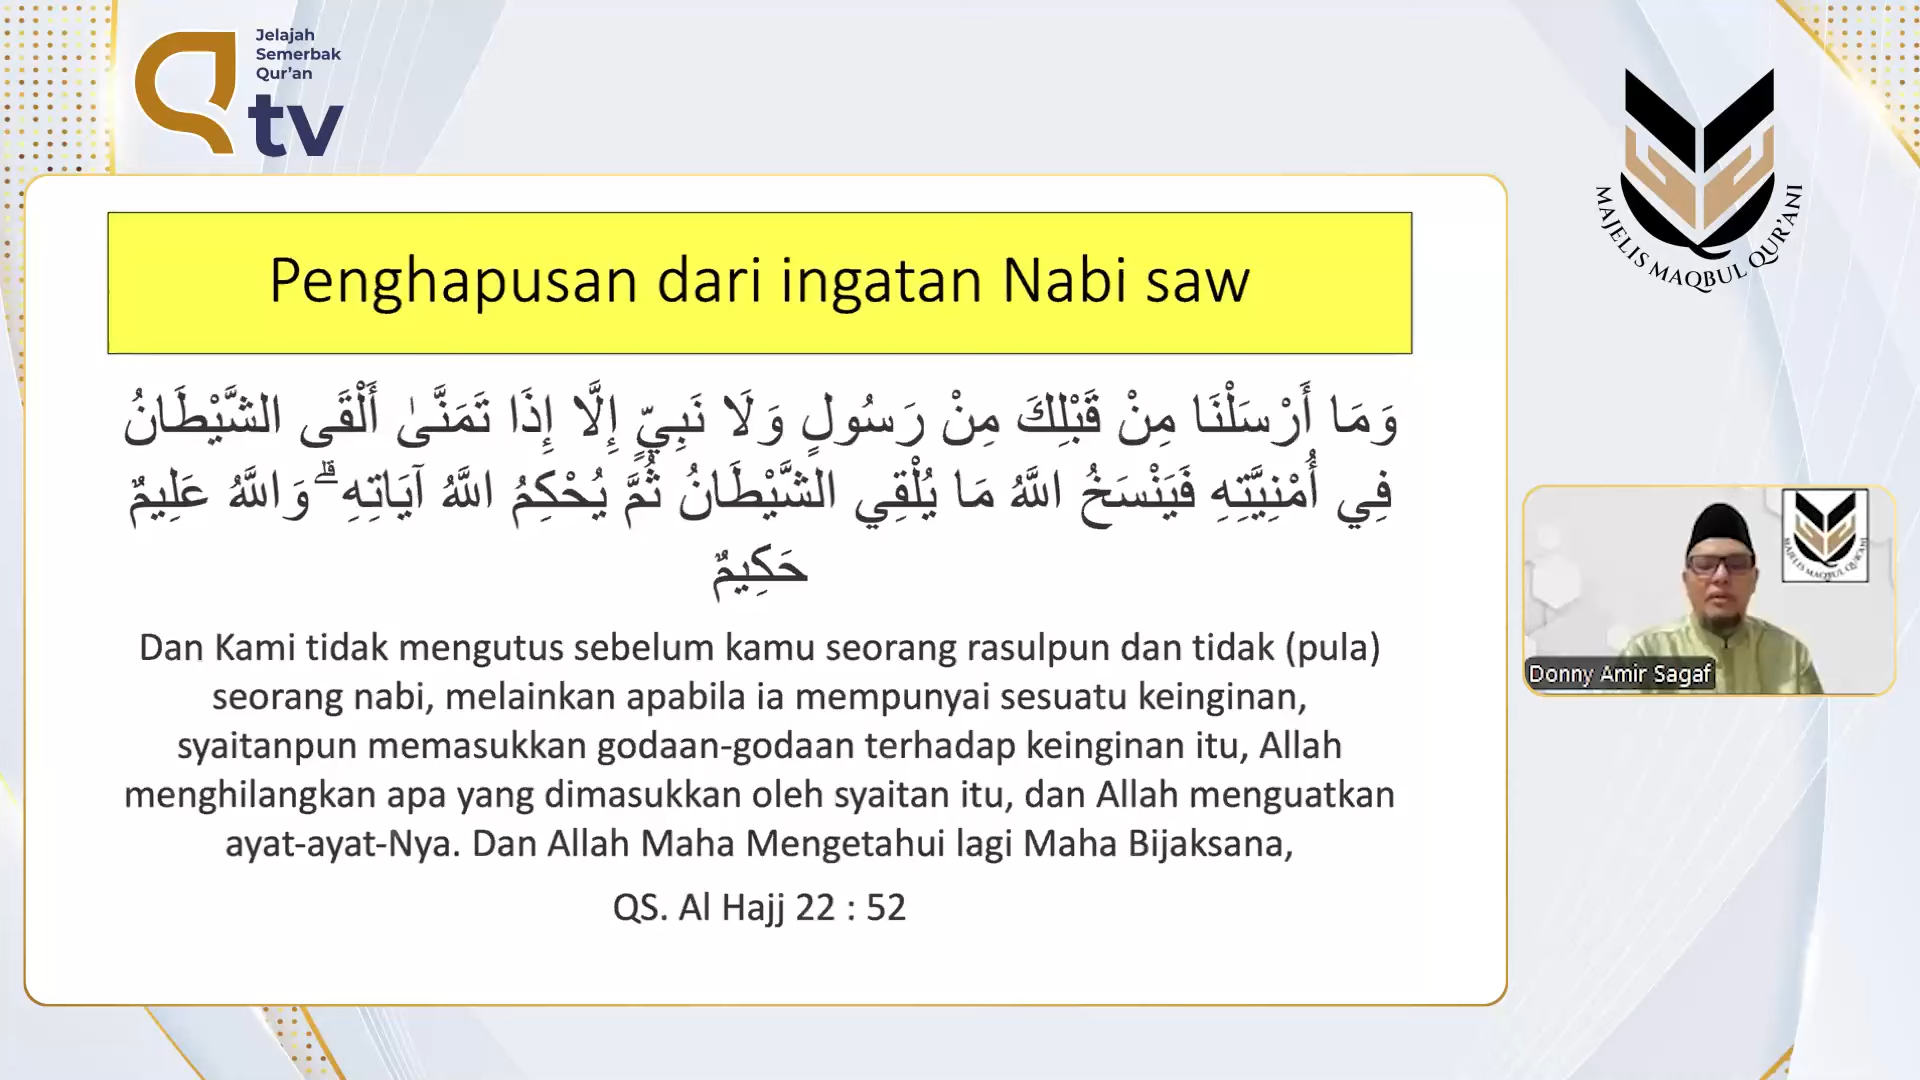 Jelajah
Semerbak
Qur'an
tv
MAJELIS MAQBUL QUR'ANI
Penghapusan dari ingatan Nabi saw
وَمَا أَرْسَلْنَا مِنْ قَبْلِكَ مِنْ رَسُولٍ وَلَا نَبِيٍّ إِلَّا إِذَا تَمَنَّىٰ أَلْقَى الشَّيْطَانُ
فِي أُمْنِيَّتِهِ فَيَنْسَخُ اللَّهُ مَا يُلْقِي الشَّيْطَانُ ثُمَّ يُحْكِمُ اللَّهُ آيَاتِهِ ۗ وَاللَّهُ عَلِيمٌ
حَكِيمٌ
Dan Kami tidak mengutus sebelum kamu seorang rasulpun dan tidak (pula)
seorang nabi, melainkan apabila ia mempunyai sesuatu keinginan,
syaitanpun memasukkan godaan-godaan terhadap keinginan itu, Allah
menghilangkan apa yang dimasukkan oleh syaitan itu, dan Allah menguatkan
ayat-ayat-Nya. Dan Allah Maha Mengetahui lagi Maha Bijaksana,
QS. Al Hajj 22 : 52
MAJELIS MAQBUL QUR'ANI
Donny Amir Sagaf